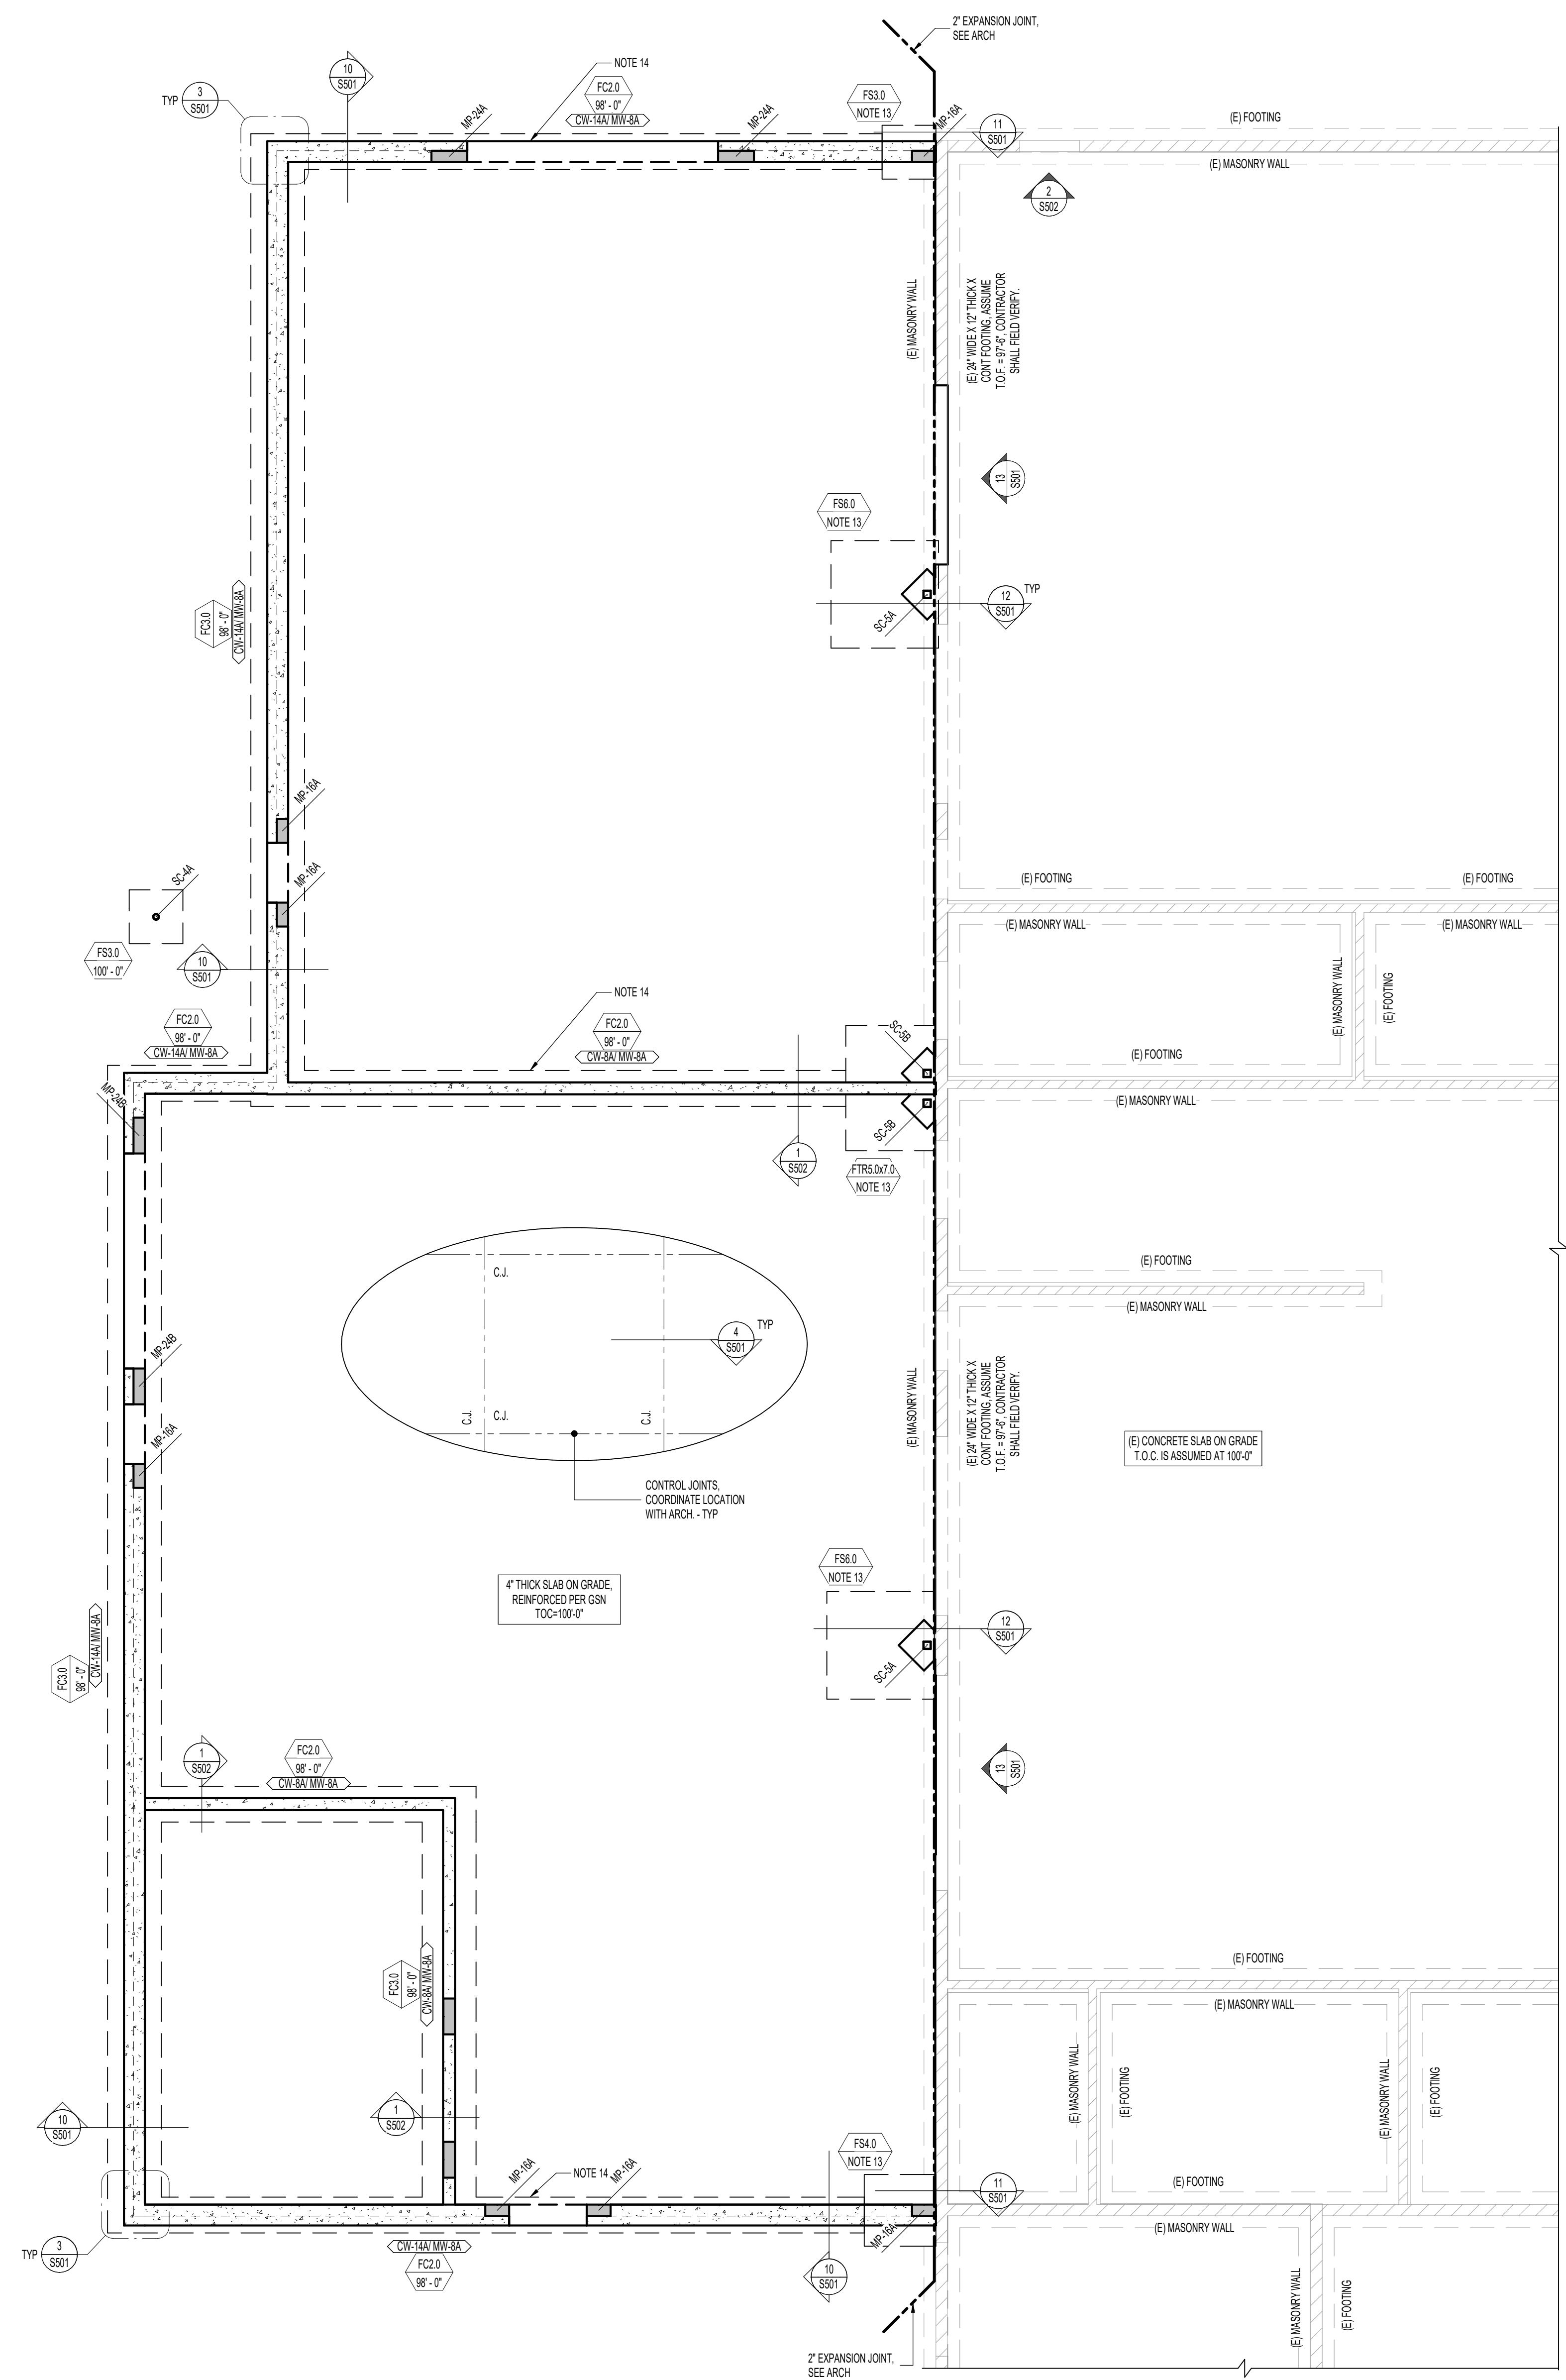 2" EXPANSION JOINT,
SEE ARCH
10
S501
NOTE 14
TYP
3
S501
FC2.0
98' - 0"
CW-14A/ MW-8A
MP-24A
MP-24A
FS3.0
NOTE 13
MP-16A
11
S501
(E) FOOTING
(E) MASONRY WALL
2
S502
(E) MASONRY WALL
(E) 24" WIDE X 12" THICK X
CONT FOOTING, ASSUME
T.O.F. = 97'-6", CONTRACTOR
SHALL FIELD VERIFY.
13
S501
FS6.0
NOTE 13
SC-5A
12
S501
TYP
FC3.0
98' - 0"
CW-14A/ MW-8A
MP-16A
MP-16A
SC-4A
FS3.0
100' - 0"
10
S501
(E) FOOTING
(E) FOOTING
(E) MASONRY WALL
(E) MASONRY WALL
(E) MASONRY WALL
(E) FOOTING
FC2.0
98' - 0"
CW-14A/ MW-8A
NOTE 14
FC2.0
98' - 0"
CW-8A/ MW-8A
SC-5B
(E) FOOTING
MP-24B
SC-5B
(E) MASONRY WALL
1
S502
FTR5.0x7.0
NOTE 13
C.J.
(E) FOOTING
(E) MASONRY WALL
4
S501
TYP
MP-24B
C.J.
C.J.
C.J.
MP-16A
(E) MASONRY WALL
(E) 24" WIDE X 12" THICK X
CONT FOOTING, ASSUME
T.O.F. = 97'-6", CONTRACTOR
SHALL FIELD VERIFY.
(E) CONCRETE SLAB ON GRADE
T.O.C. IS ASSUMED AT 100'-0"
CONTROL JOINTS,
COORDINATE LOCATION
WITH ARCH. - TYP
4" THICK SLAB ON GRADE,
REINFORCED PER GSN
TOC=100'-0"
FS6.0
NOTE 13
SC-5A
12
S501
FC3.0
98' - 0"
CW-14A/ MW-8A
1
S502
FC2.0
98' - 0"
CW-8A/ MW-8A
13
S501
FC3.0
98' - 0"
CW-8A/ MW-8A
(E) FOOTING
(E) MASONRY WALL
(E) MASONRY WALL
(E) FOOTING
(E) MASONRY WALL
(E) FOOTING
10
S501
1
S502
FS4.0
NOTE 13
MP-16A
NOTE 14
MP-16A
11
S501
(E) FOOTING
MP-16A
(E) MASONRY WALL
TYP
3
S501
CW-14A/ MW-8A
FC2.0
98' - 0"
10
S501
(E) MASONRY WALL
(E) FOOTING
2" EXPANSION JOINT,
SEE ARCH